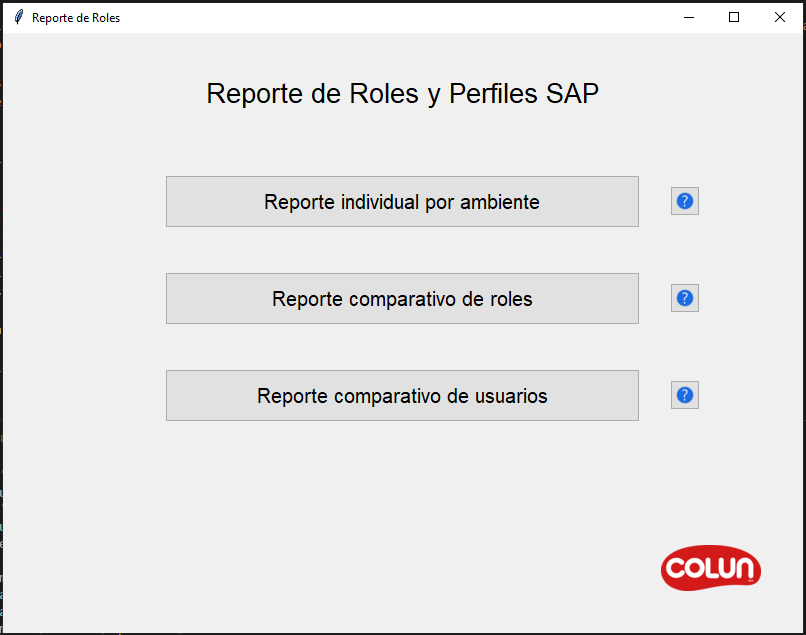 Reporte de Roles
Reporte de Roles y Perfiles SAP
Reporte individual por ambiente
?
Reporte comparativo de roles
?
Reporte comparativo de usuarios
?
COLUN